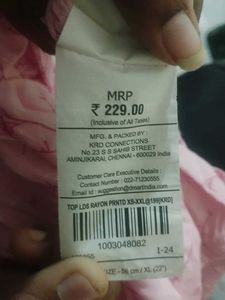 MRP
₹ 229.00
(Inclusive of All Taxes)
MFG. & PACKED BY :
KRD CONNECTIONS
No 23 S S SAHIB STREET
AMINJIKARAI, CHENNAI - 600029 India
Customer Care Executive Details :
Contact Number : 022-71230555
Email Id : suggestion@dmartindia.com
TOP LDS RAYON PRNTD XS-XXL@199[KRD]
1003048082
I-24
SIZE - 56 cm / XL (22")